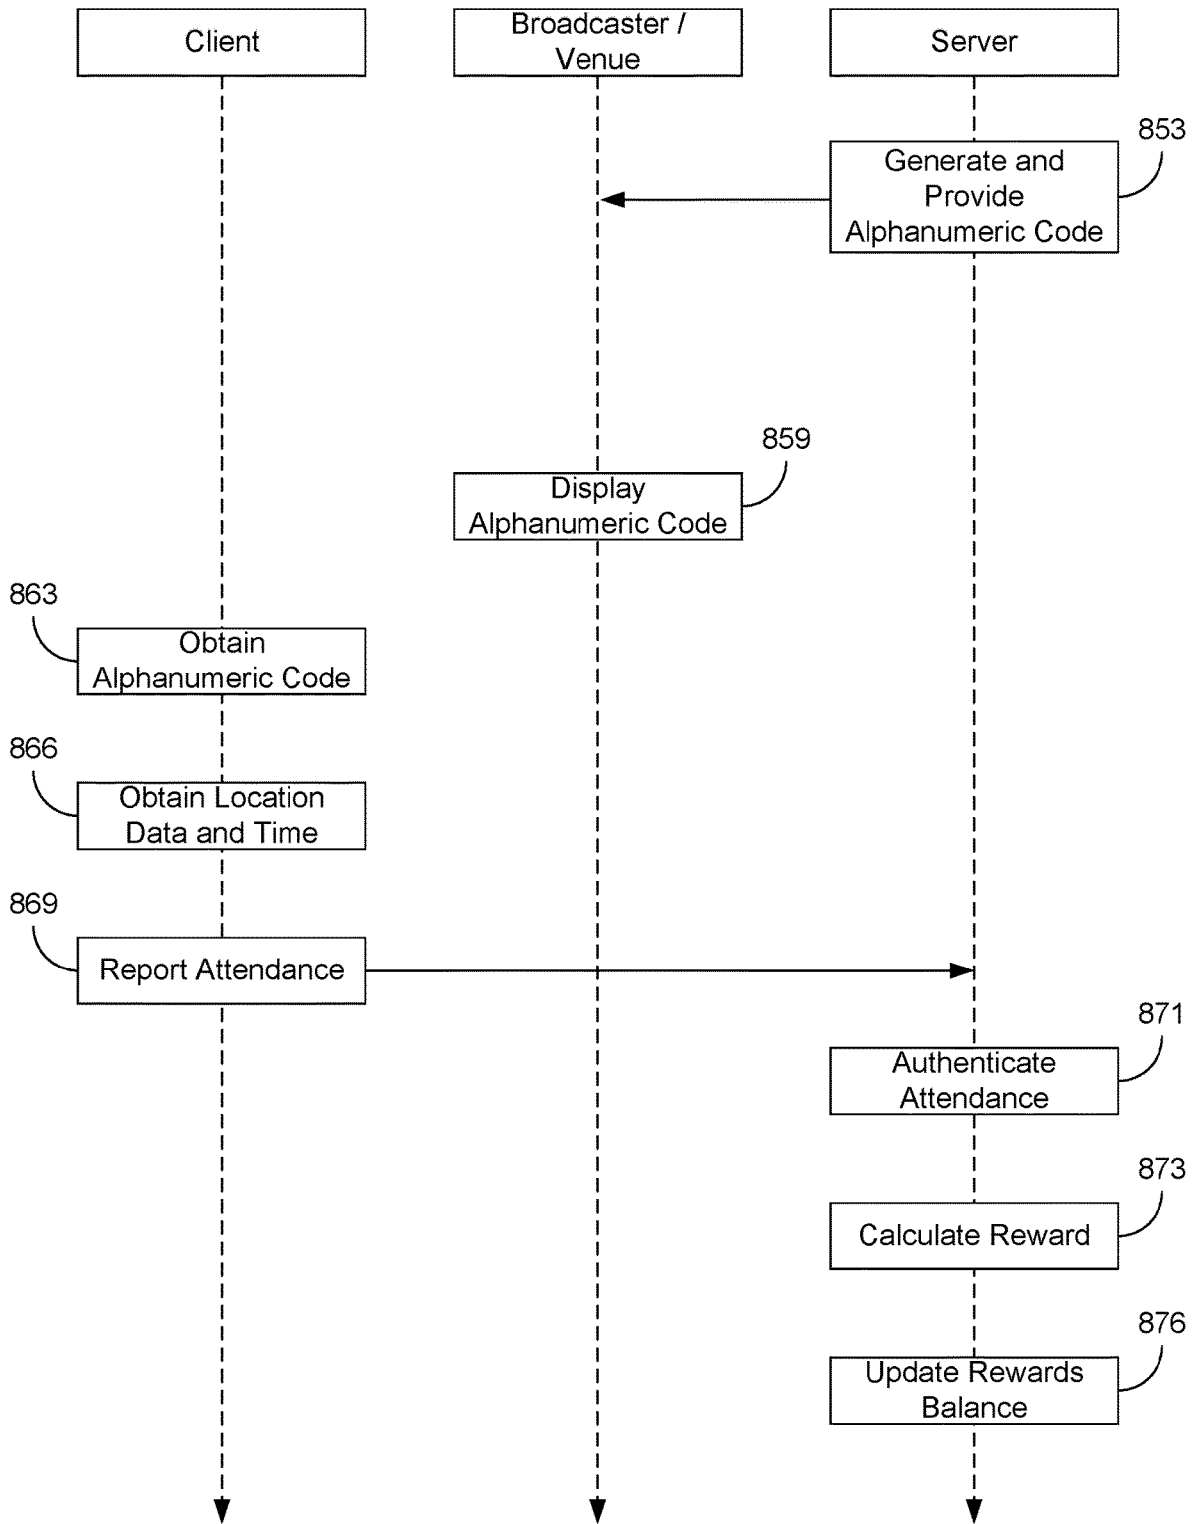 Client
Broadcaster /
Venue
Server
853
Generate and
Provide
Alphanumeric Code
859
Display
Alphanumeric Code
863
Obtain
Alphanumeric Code
866
Obtain Location
Data and Time
869
Report Attendance
871
Authenticate
Attendance
873
Calculate Reward
876
Update Rewards
Balance